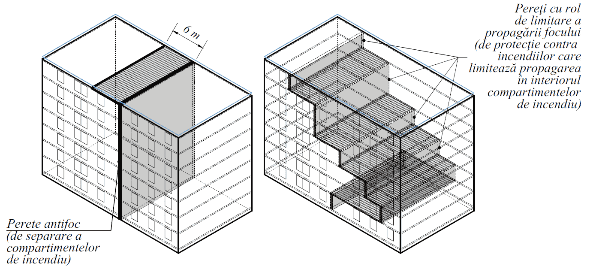 6 m
Perete antifoc
(de separare a
compartimentelor
de incendiu)
Pereți cu rol
de limitare a
propagării focului
(de protecție contra
incendiilor care
limitează propagarea
în interiorul
compartimentelor
de incendiu)